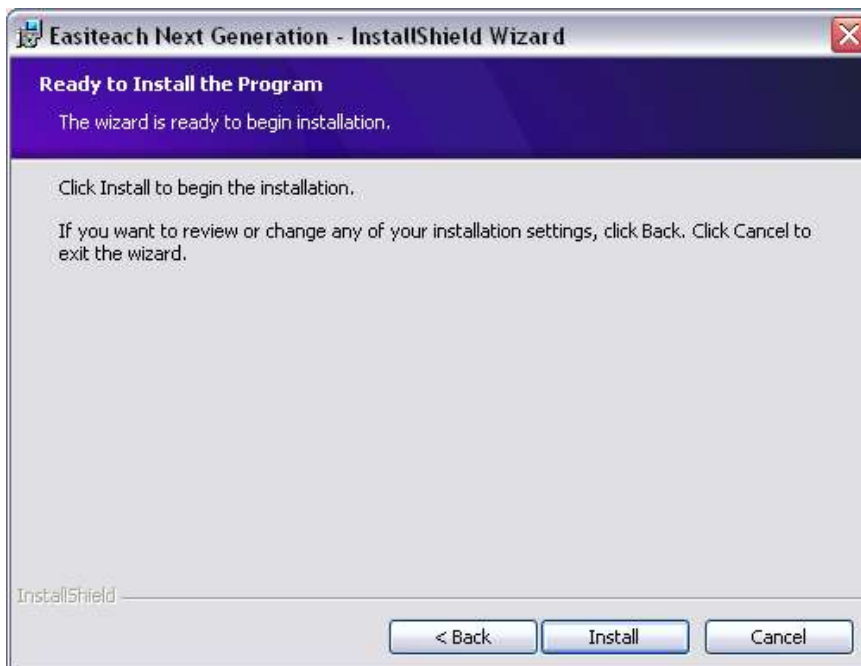 Easiteach Next Generation - InstallShield Wizard
Ready to Install the Program
The wizard is ready to begin installation.
Click Install to begin the installation.
If you want to review or change any of your installation settings, click Back. Click Cancel to
exit the wizard.
InstallShield
< Back
Install
Cancel